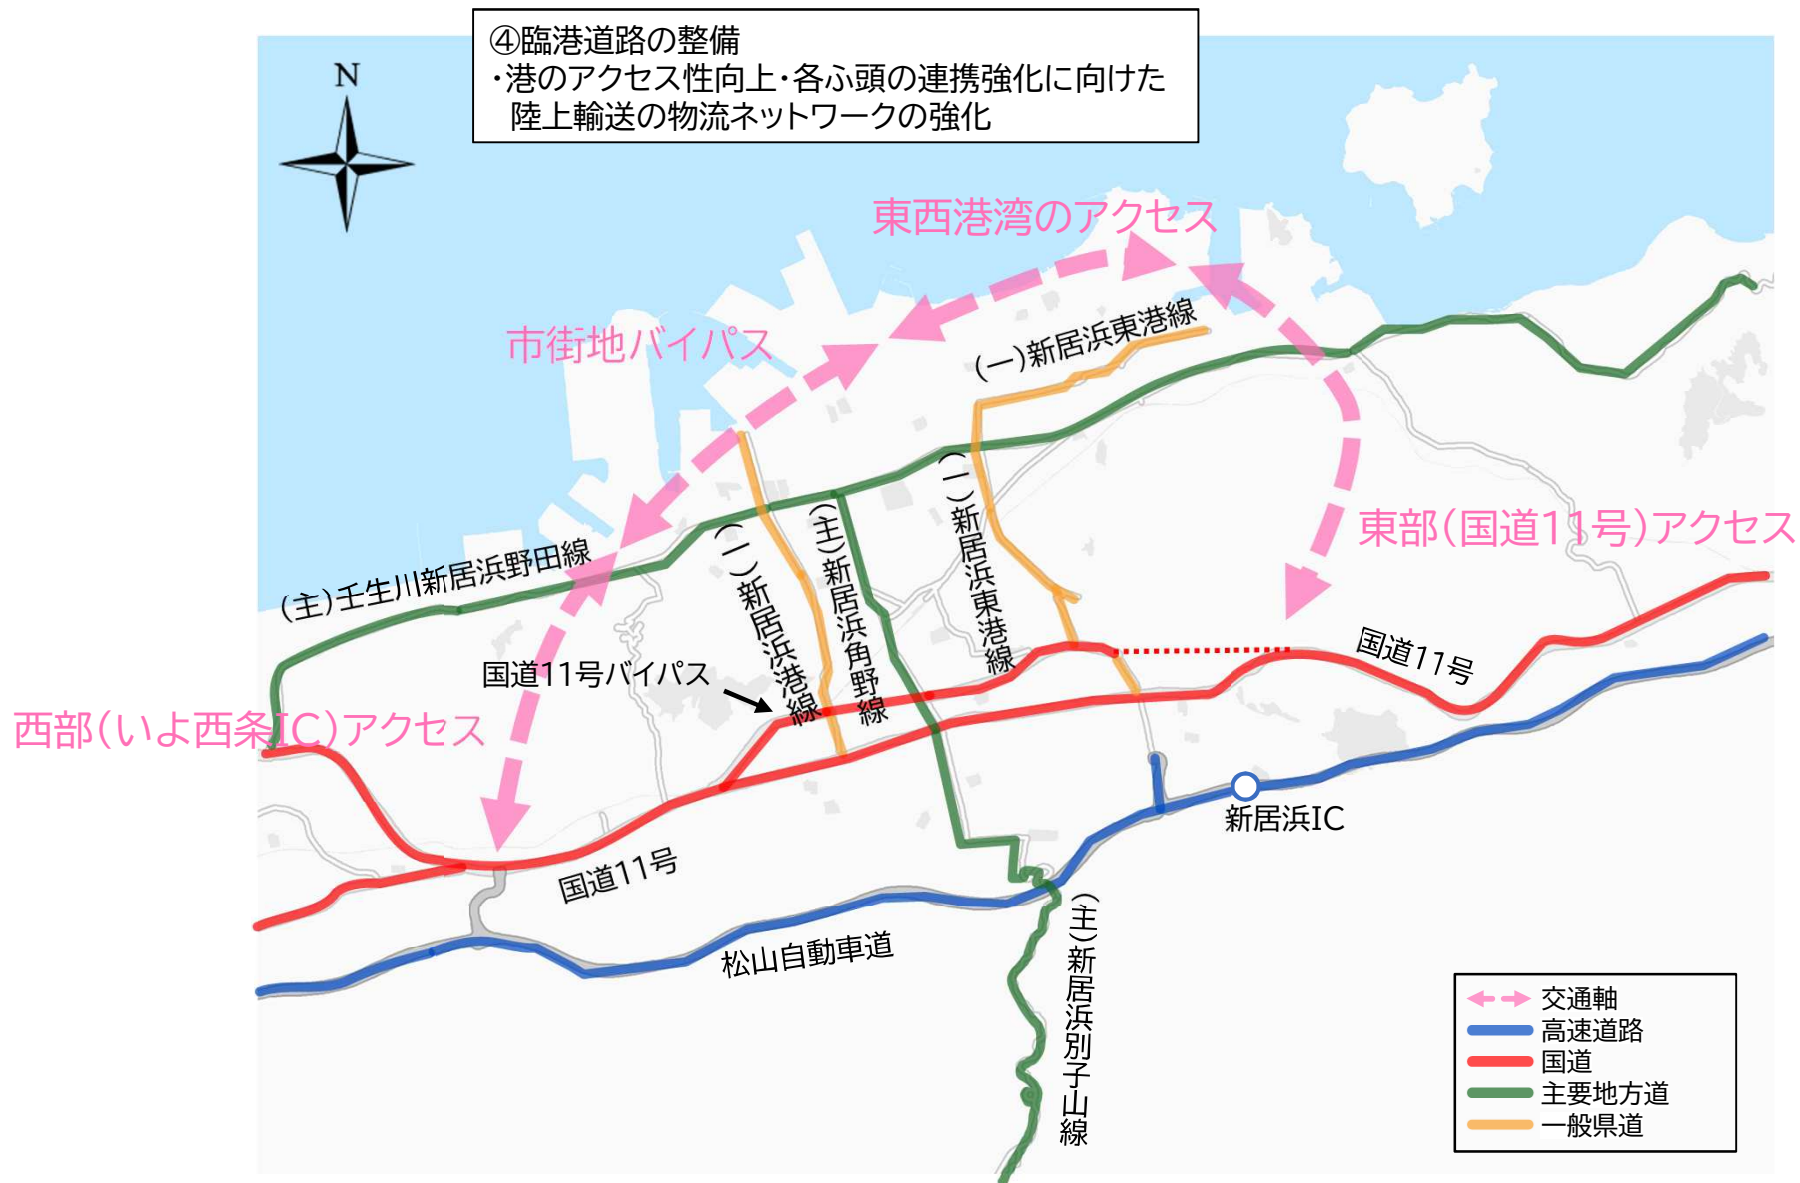 ④臨港道路の整備
・港のアクセス性向上・各ふ頭の連携強化に向けた
陸上輸送の物流ネットワークの強化
N
東西港湾のアクセス
市街地バイパス
(一)新居浜東港線
東部(国道11号)アクセス
(主)壬生川新居浜野田線
(一)新居浜港線
(主)新居浜角野線
(一)新居浜東港線
国道11号バイパス
国道11号
西部(いよ西条IC)アクセス
新居浜IC
国道11号
松山自動車道
(主)新居浜別子山線
交通軸
高速道路
国道
主要地方道
一般県道